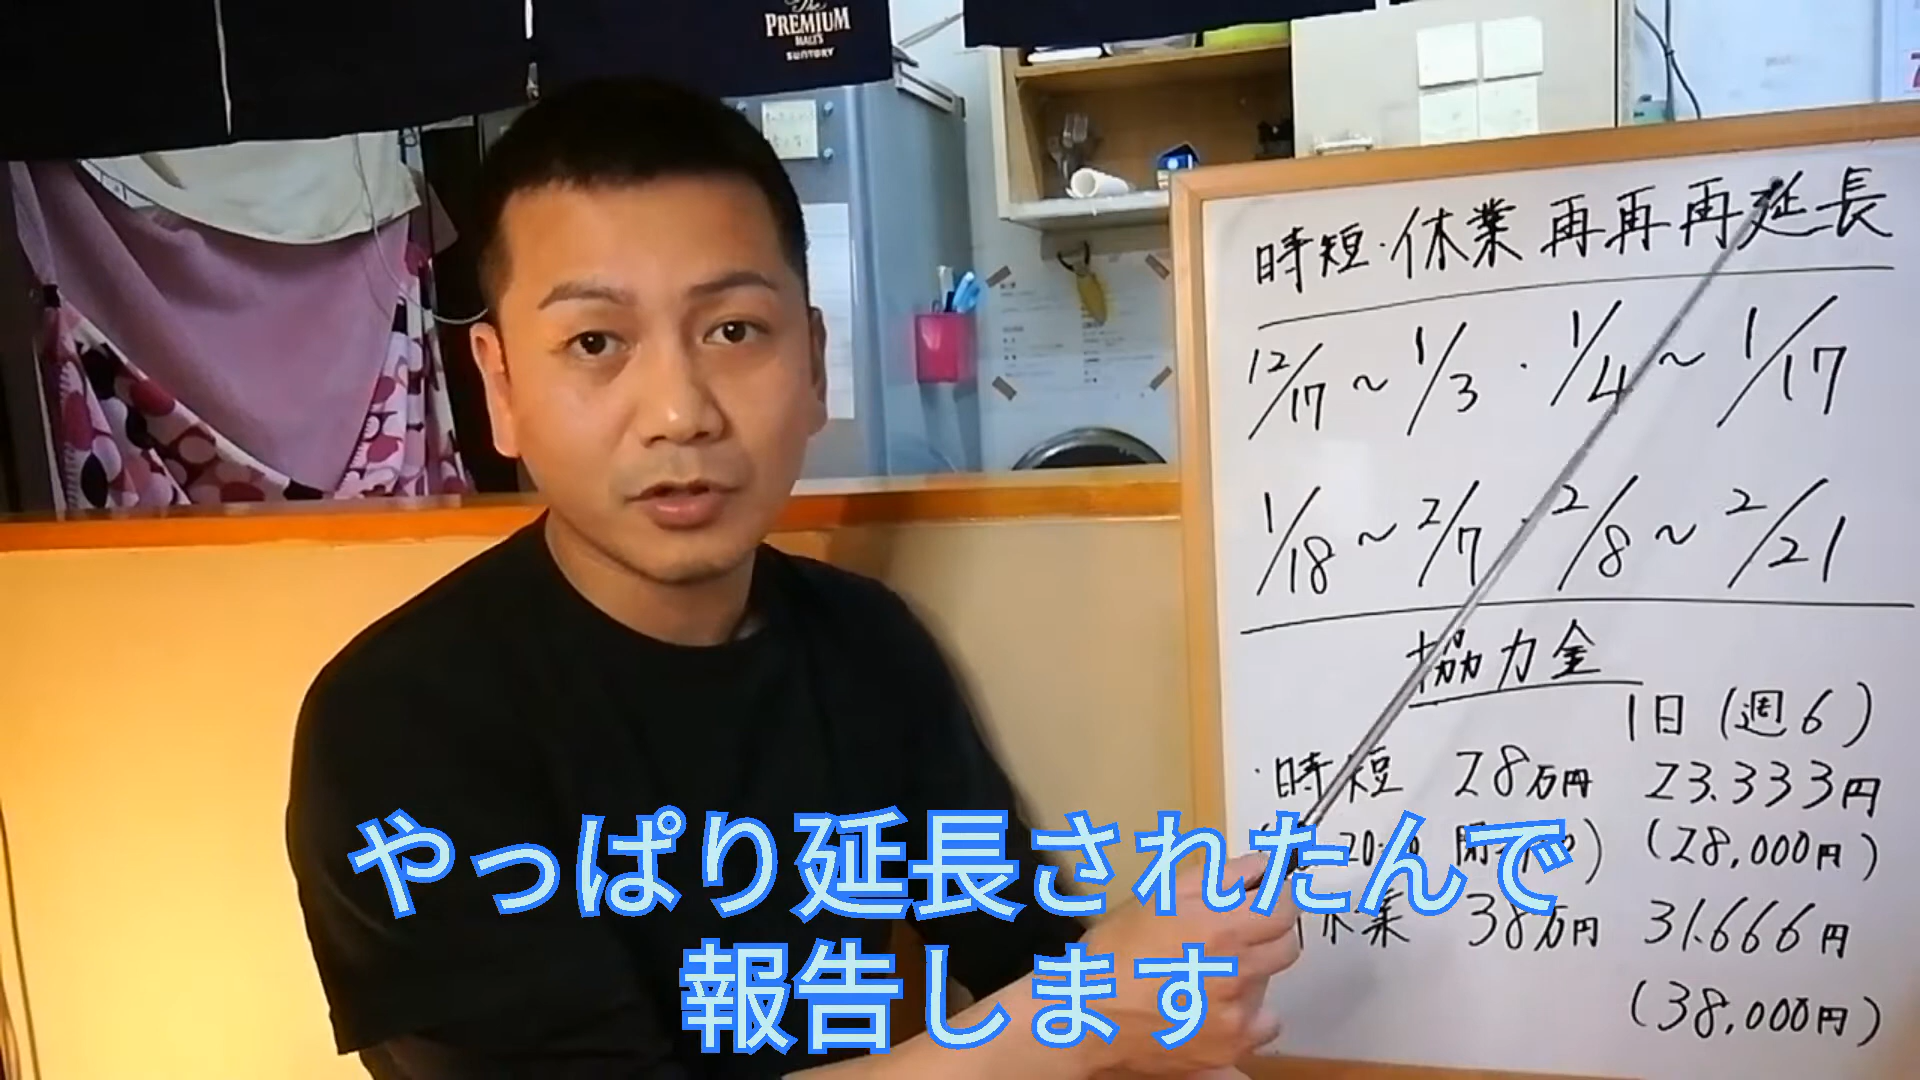 The
PREMIUM
MALT'S
SUNTORY
時短・休業 再再再延長
12/17～1/3・1/4～1/17
1/18～2/7・2/8～2/21
協力金
1日(週6)
・時短 28万円 23.333円
(28,000円)
休業 38万円 31.666円
(38,000円)
やっぱり延長されたんで
報告します